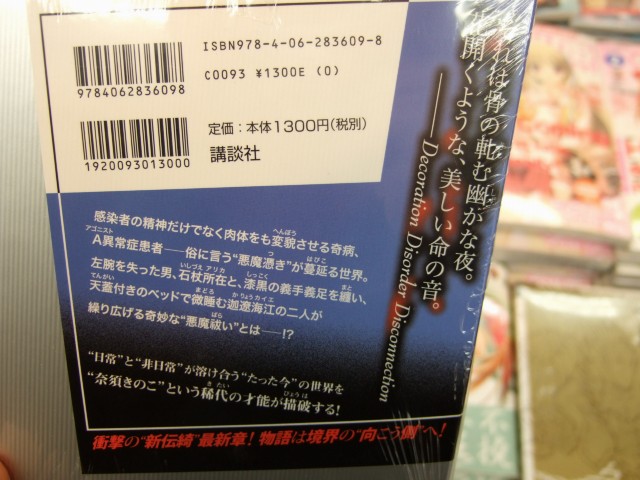 ISBN978-4-06-283609-8
C0093 ¥1300E (0)
9784062836098
定価：本体1300円(税別)
1920093013000
講談社
それは骨の軋む幽かな夜。
花開くような、美しい命の音。
——Decoration Disorder Disconnection
感染者の精神だけでなく肉体をも変貌させる奇病、
A異常症患者——俗に言う“悪魔憑き”が蔓延る世界。
左腕を失った男、石杖所在と、漆黒の義手義足を纏い、
天蓋付きのベッドで微睡む迦遼海江の二人が
繰り広げる奇妙な“悪魔祓い”とは——!?
“日常”と“非日常”が溶け合う“たった今”の世界を
“奈須きのこ”という稀代の才能が描破する!
衝撃の“新伝綺”最新章! 物語は境界の“向こう側”へ!